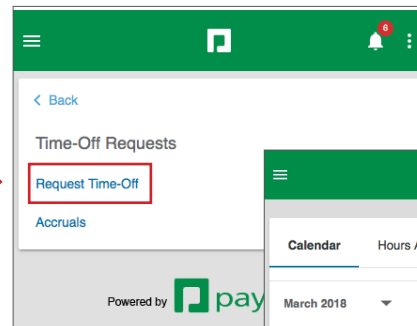 6
Back
Time-Off Requests
Request Time-Off
Accruals
Powered by pay
Calendar Hours A
March 2018